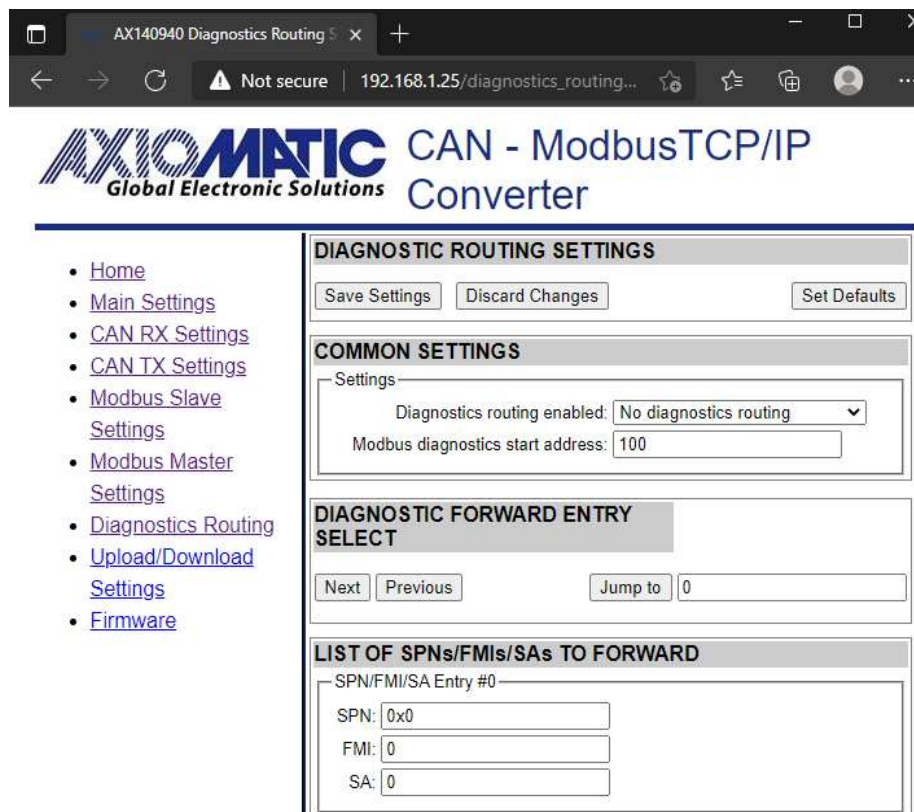 AX140940 Diagnostics Routing S
Not secure | 192.168.1.25/diagnostics_routing...
AXIOMATIC
Global Electronic Solutions
CAN - ModbusTCP/IP
Converter
Home
Main Settings
CAN RX Settings
CAN TX Settings
Modbus Slave
Settings
Modbus Master
Settings
Diagnostics Routing
Upload/Download
Settings
Firmware
DIAGNOSTIC ROUTING SETTINGS
Save Settings Discard Changes Set Defaults
COMMON SETTINGS
Settings
Diagnostics routing enabled: No diagnostics routing
Modbus diagnostics start address: 100
DIAGNOSTIC FORWARD ENTRY
SELECT
Next Previous Jump to 0
LIST OF SPNs/FMIs/SAs TO FORWARD
SPN/FMI/SA Entry #0
SPN: 0x0
FMI: 0
SA: 0